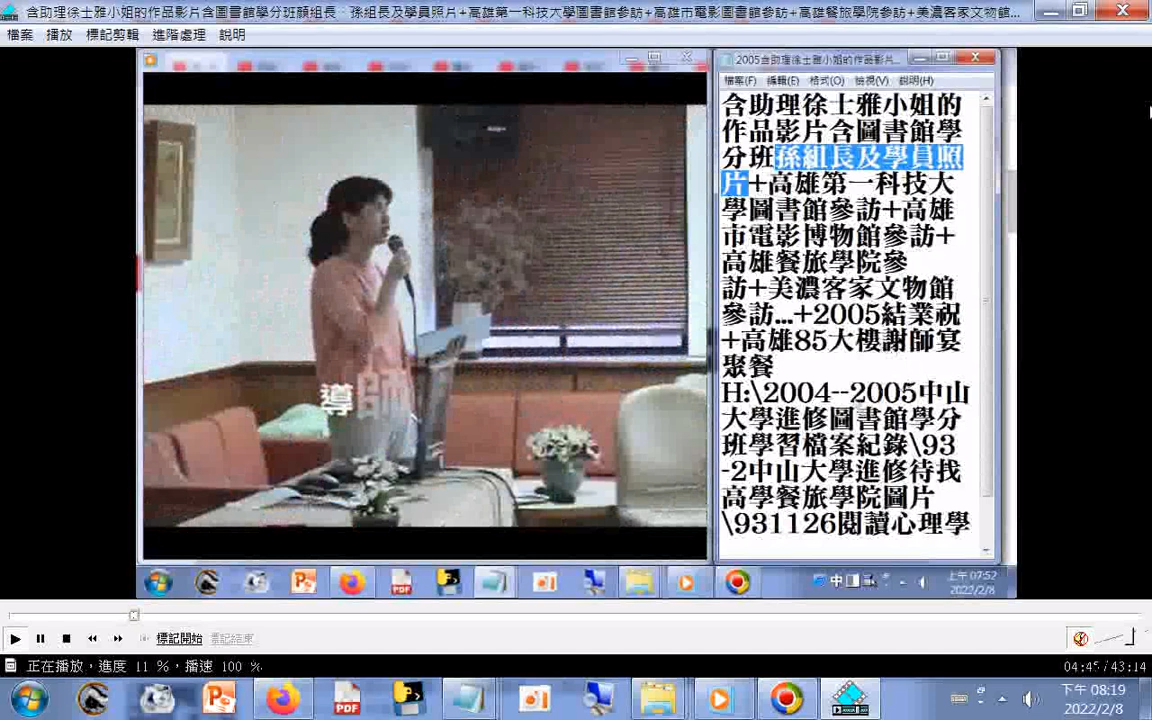 含助理徐士雅小姐的作品影片含圖書館學分班顏組長﹒孫組長及學員照片+高雄第一科技大學圖書館參訪+高雄市電影圖書館參訪+高雄餐旅學院參訪+美濃客家文物館...
檔案 播放 標記剪輯 進階處理 說明
2005含助理徐士雅小姐的作品影片...
檔案(F) 編輯(E) 格式(O) 檢視(V) 說明(H)
含助理徐士雅小姐的
作品影片含圖書館學
分班孫組長及學員照
片+高雄第一科技大
學圖書館參訪+高雄
市電影博物館參訪+
高雄餐旅學院參
訪+美濃客家文物館
參訪...+2005結業祝
+高雄85大樓謝師宴
聚餐
H:\2004--2005中山
大學進修圖書館學分
班學習檔案紀錄\93
-2中山大學進修待找
高學餐旅學院圖片
\931126閱讀心理學
導師
中
上午 07:52
2022/2/8
標記開始 標記結束
正在播放，進度 11 %，播速 100 %.
04:45/43:14
PDF
下午 08:19
2022/2/8